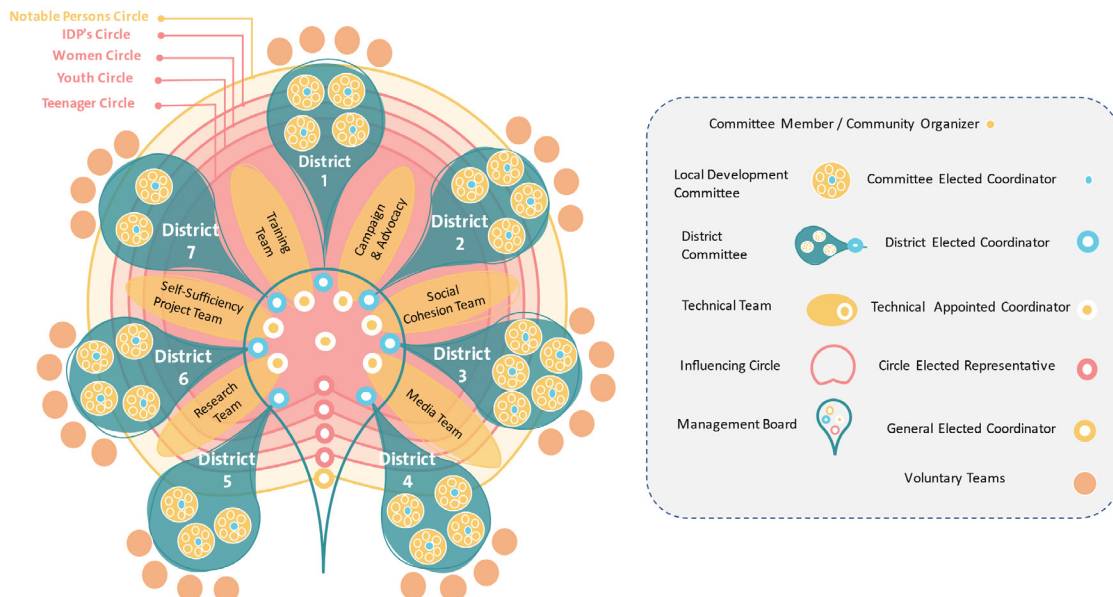 Notable Persons Circle
IDP's Circle
Women Circle
Youth Circle
Teenager Circle
District
1
District
2
District
3
District
4
District
5
District
6
District
7
Training
Team
Campaign
& Advocacy
Social
Cohesion Team
Media Team
Research
Team
Self-Sufficiency
Project Team
Committee Member / Community Organizer
Local Development
Committee
Committee Elected Coordinator
District
Committee
District Elected Coordinator
Technical Team
Technical Appointed Coordinator
Influencing Circle
Circle Elected Representative
Management Board
General Elected Coordinator
Voluntary Teams